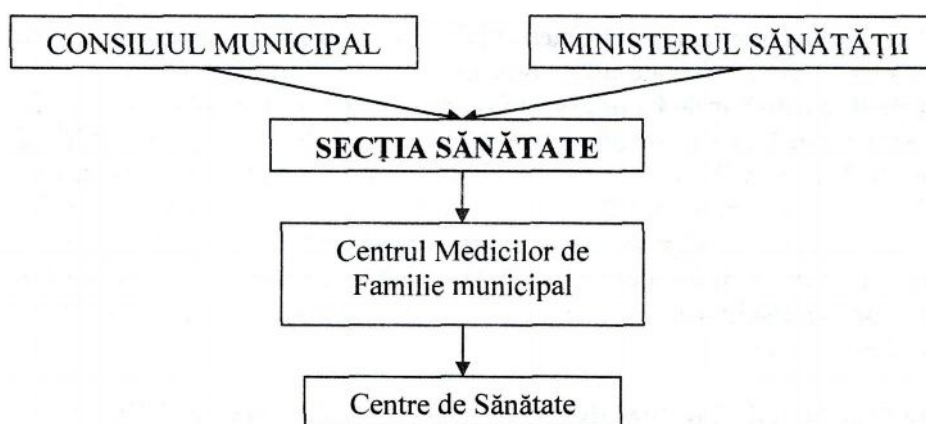 CONSILIUL MUNICIPAL
MINISTERUL SĂNĂTĂȚII
SECȚIA SĂNĂTATE
Centrul Medicilor de
Familie municipal
Centre de Sănătate